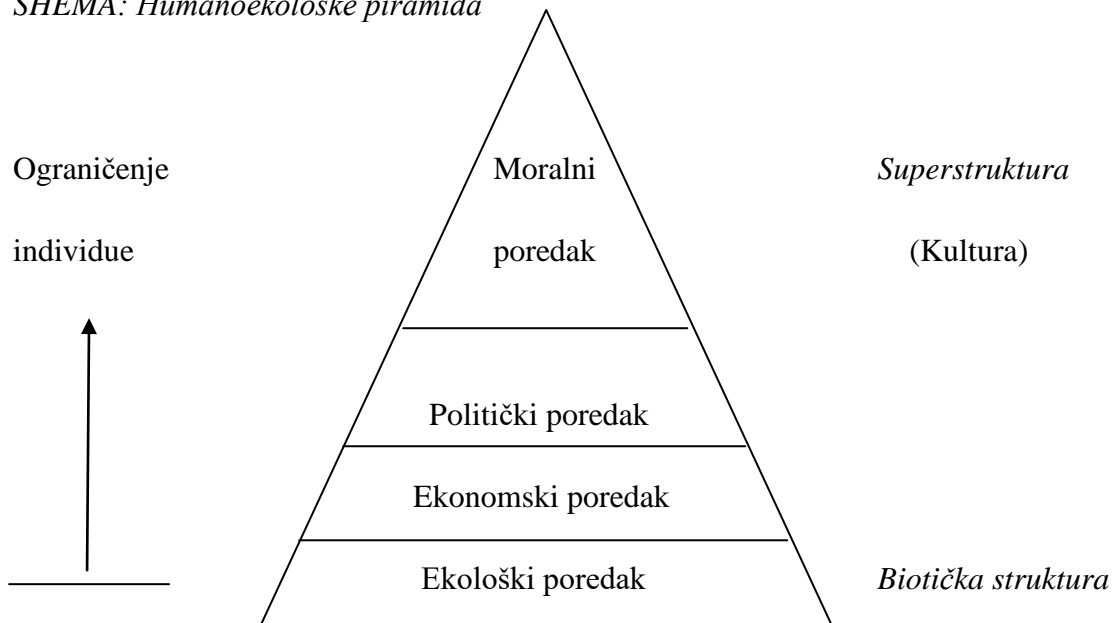 SHEMA: Humanoekološke piramida
Ograničenje
individue
Moralni
poredak
Superstruktura
(Kultura)
Politički poredak
Ekonomski poredak
Ekološki poredak
Biotička struktura